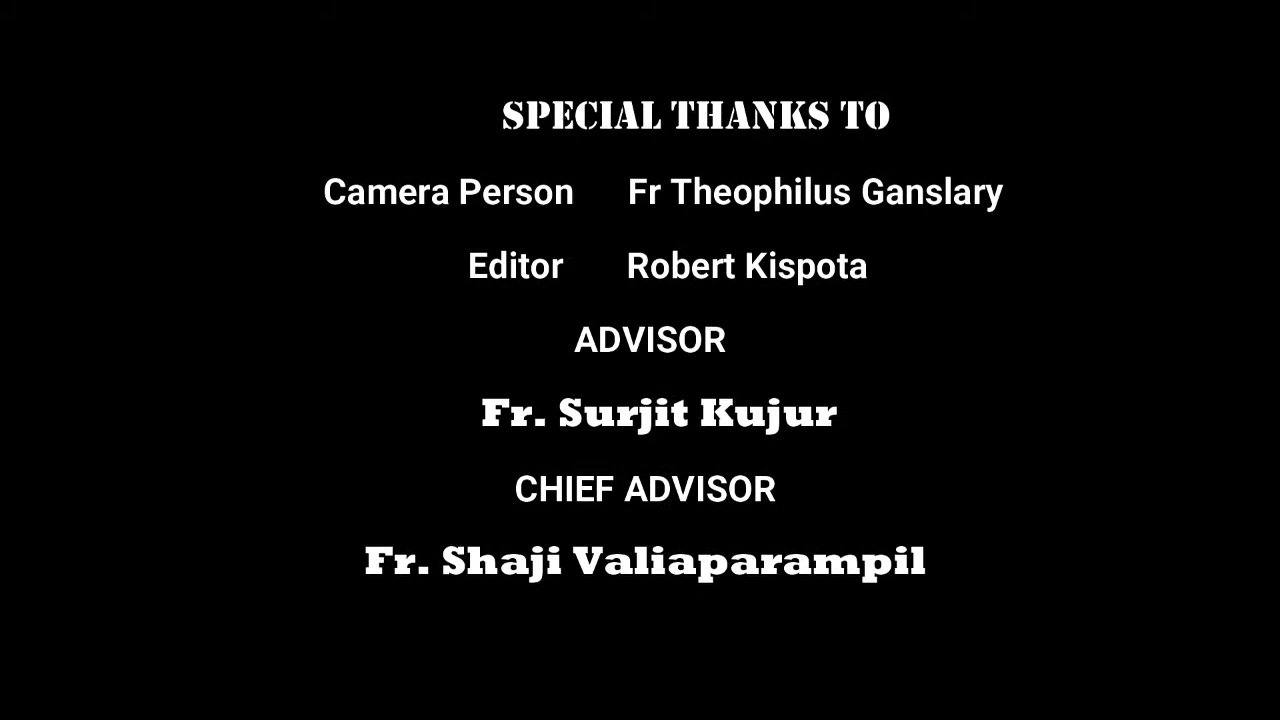 SPECIAL THANKS TO
Camera Person Fr Theophilus Ganslary
Editor Robert Kispota
ADVISOR
Fr. Surjit Kujur
CHIEF ADVISOR
Fr. Shaji Valiaparampil